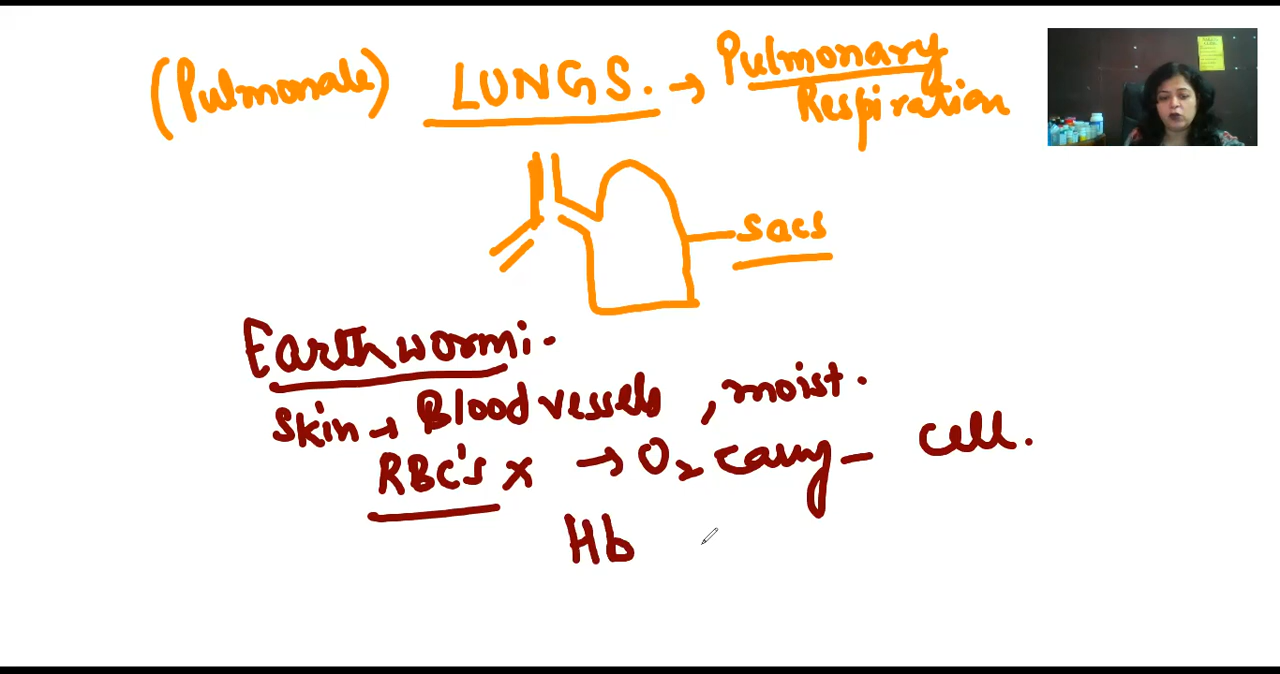 (Pulmonale) LUNGS. → Pulmonary
Respiration
sacs
Earthworm:-
Skin → Blood vessels, moist.
RBC's x → O2 carry – cell.
Hb